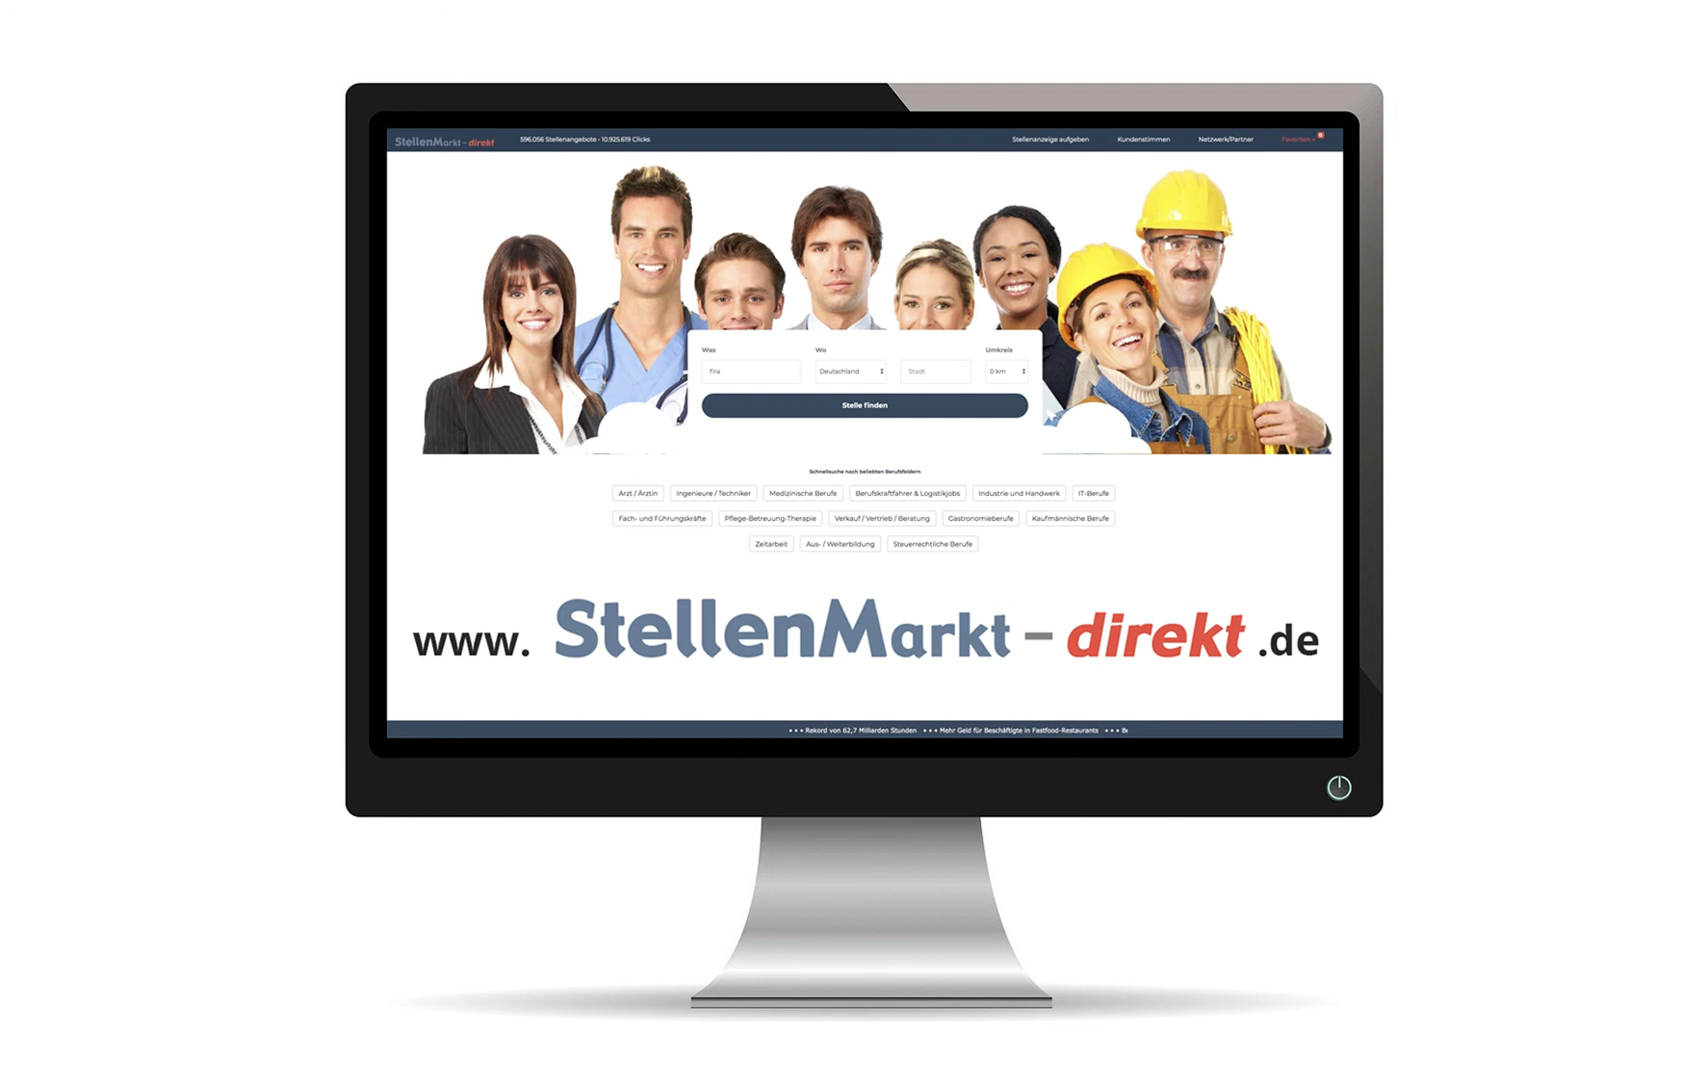 StellenMarkt - direkt 596.056 Stellenangebote • 10.925.619 Clicks Stellenanzeige aufgeben Kundenstimmen Netzwerk/Partner Favoriten
Was Wo Umkreis
fira Deutschland Stadt 0 km
Stelle finden
Schnellsuche nach beliebten Berufsfeldern
Arzt / Ärztin Ingenieure / Techniker Medizinische Berufe Berufskraftfahrer & Logistikjobs Industrie und Handwerk IT-Berufe
Fach- und Führungskräfte Pflege-Betreuung-Therapie Verkauf / Vertrieb / Beratung Gastronomieberufe Kaufmännische Berufe
Zeitarbeit Aus- / Weiterbildung Steuerrechtliche Berufe
www. StellenMarkt - direkt .de
• • • Rekord von 62,7 Milliarden Stunden • • • Mehr Geld für Beschäftigte in Fastfood-Restaurants • • •